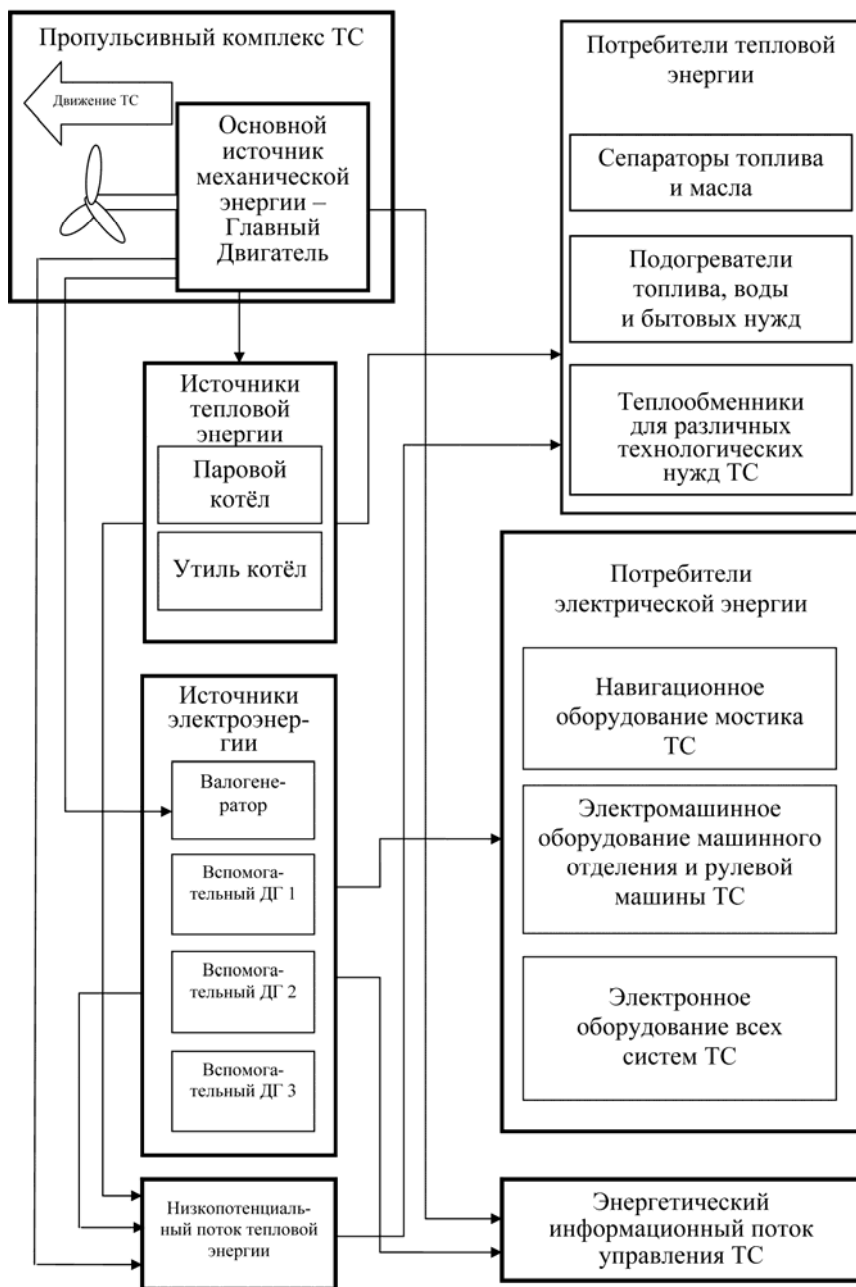 Пропульсивный комплекс ТС
Движение ТС
Основной
источник
механической
энергии –
Главный
Двигатель
Источники
тепловой
энергии
Паровой
котёл
Утиль котёл
Источники
электроэнер-
гии
Валогене-
ратор
Вспомога-
тельный ДГ 1
Вспомога-
тельный ДГ 2
Вспомога-
тельный ДГ 3
Низкопотенциаль-
ный поток тепловой
энергии
Потребители тепловой
энергии
Сепараторы топлива
и масла
Подогреватели
топлива, воды
и бытовых нужд
Теплообменники
для различных
технологических
нужд ТС
Потребители
электрической энергии
Навигационное
оборудование мостика
ТС
Электромашинное
оборудование машинного
отделения и рулевой
машины ТС
Электронное
оборудование всех
систем ТС
Энергетический
информационный поток
управления ТС